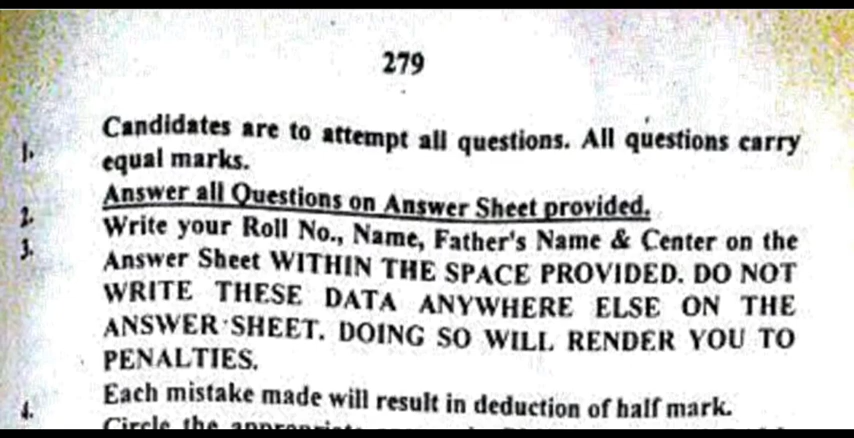 279
1. Candidates are to attempt all questions. All questions carry
equal marks.
2. Answer all Questions on Answer Sheet provided.
3. Write your Roll No., Name, Father's Name & Center on the
Answer Sheet WITHIN THE SPACE PROVIDED. DO NOT
WRITE THESE DATA ANYWHERE ELSE ON THE
ANSWER SHEET. DOING SO WILL RENDER YOU TO
PENALTIES.
4. Each mistake made will result in deduction of half mark.
Circle the appropriate